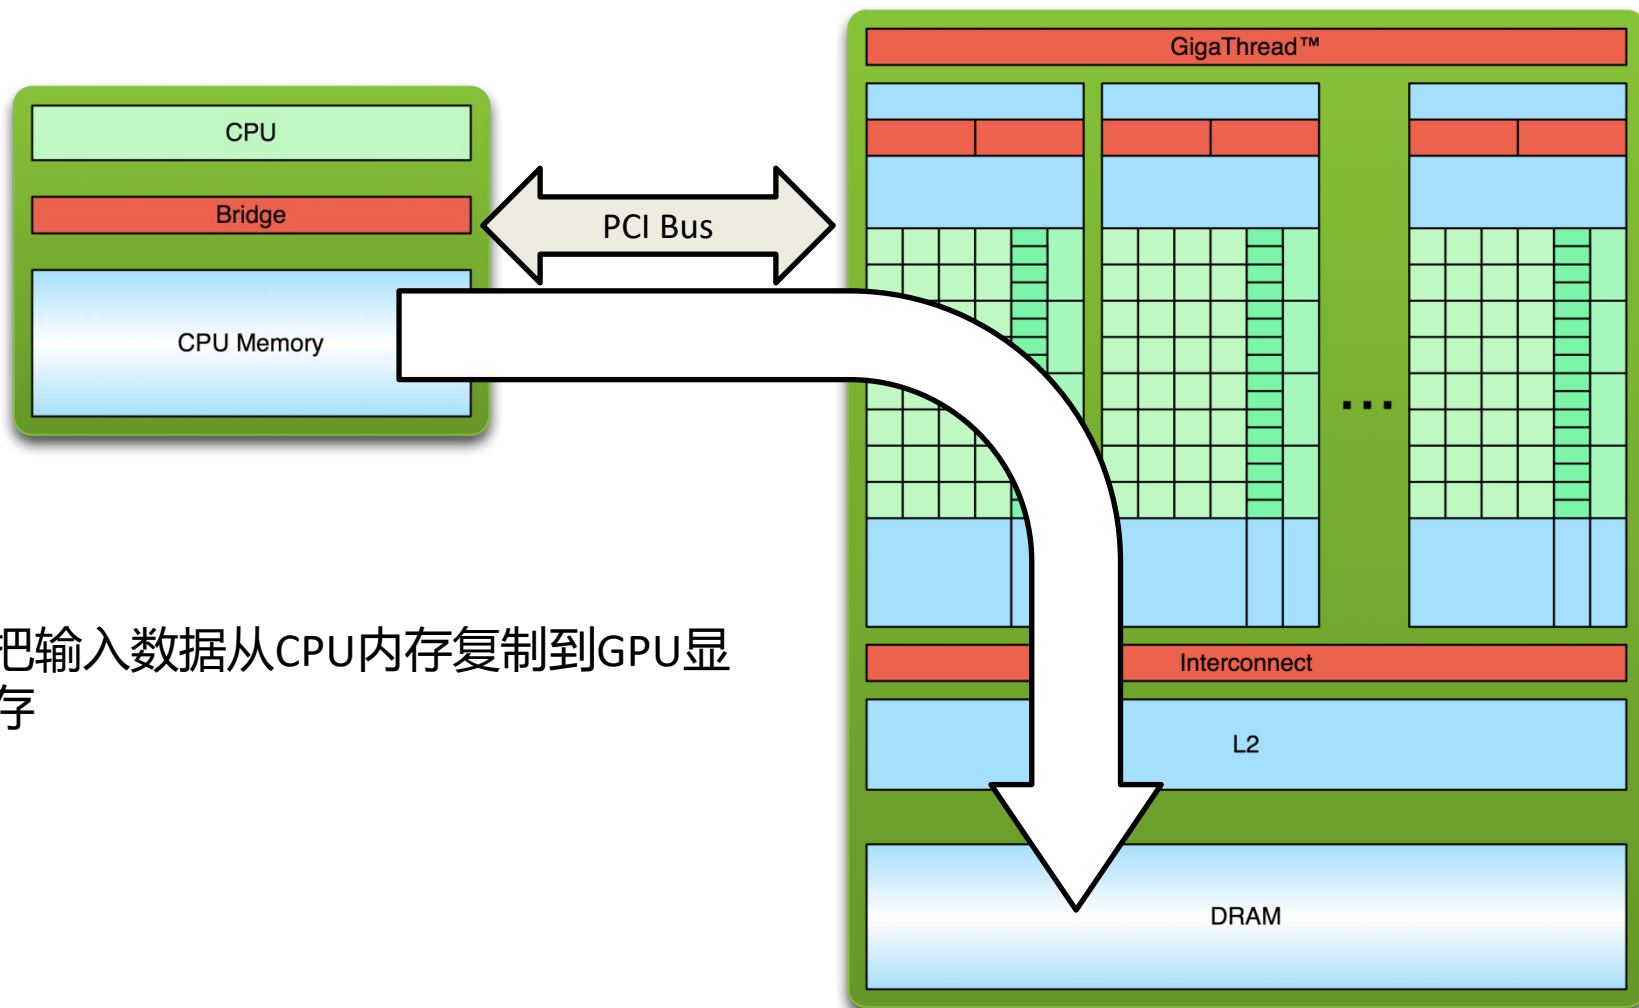 GigaThread™
CPU
Bridge
PCI Bus
CPU Memory
...
把输入数据从CPU内存复制到GPU显
存
Interconnect
L2
DRAM